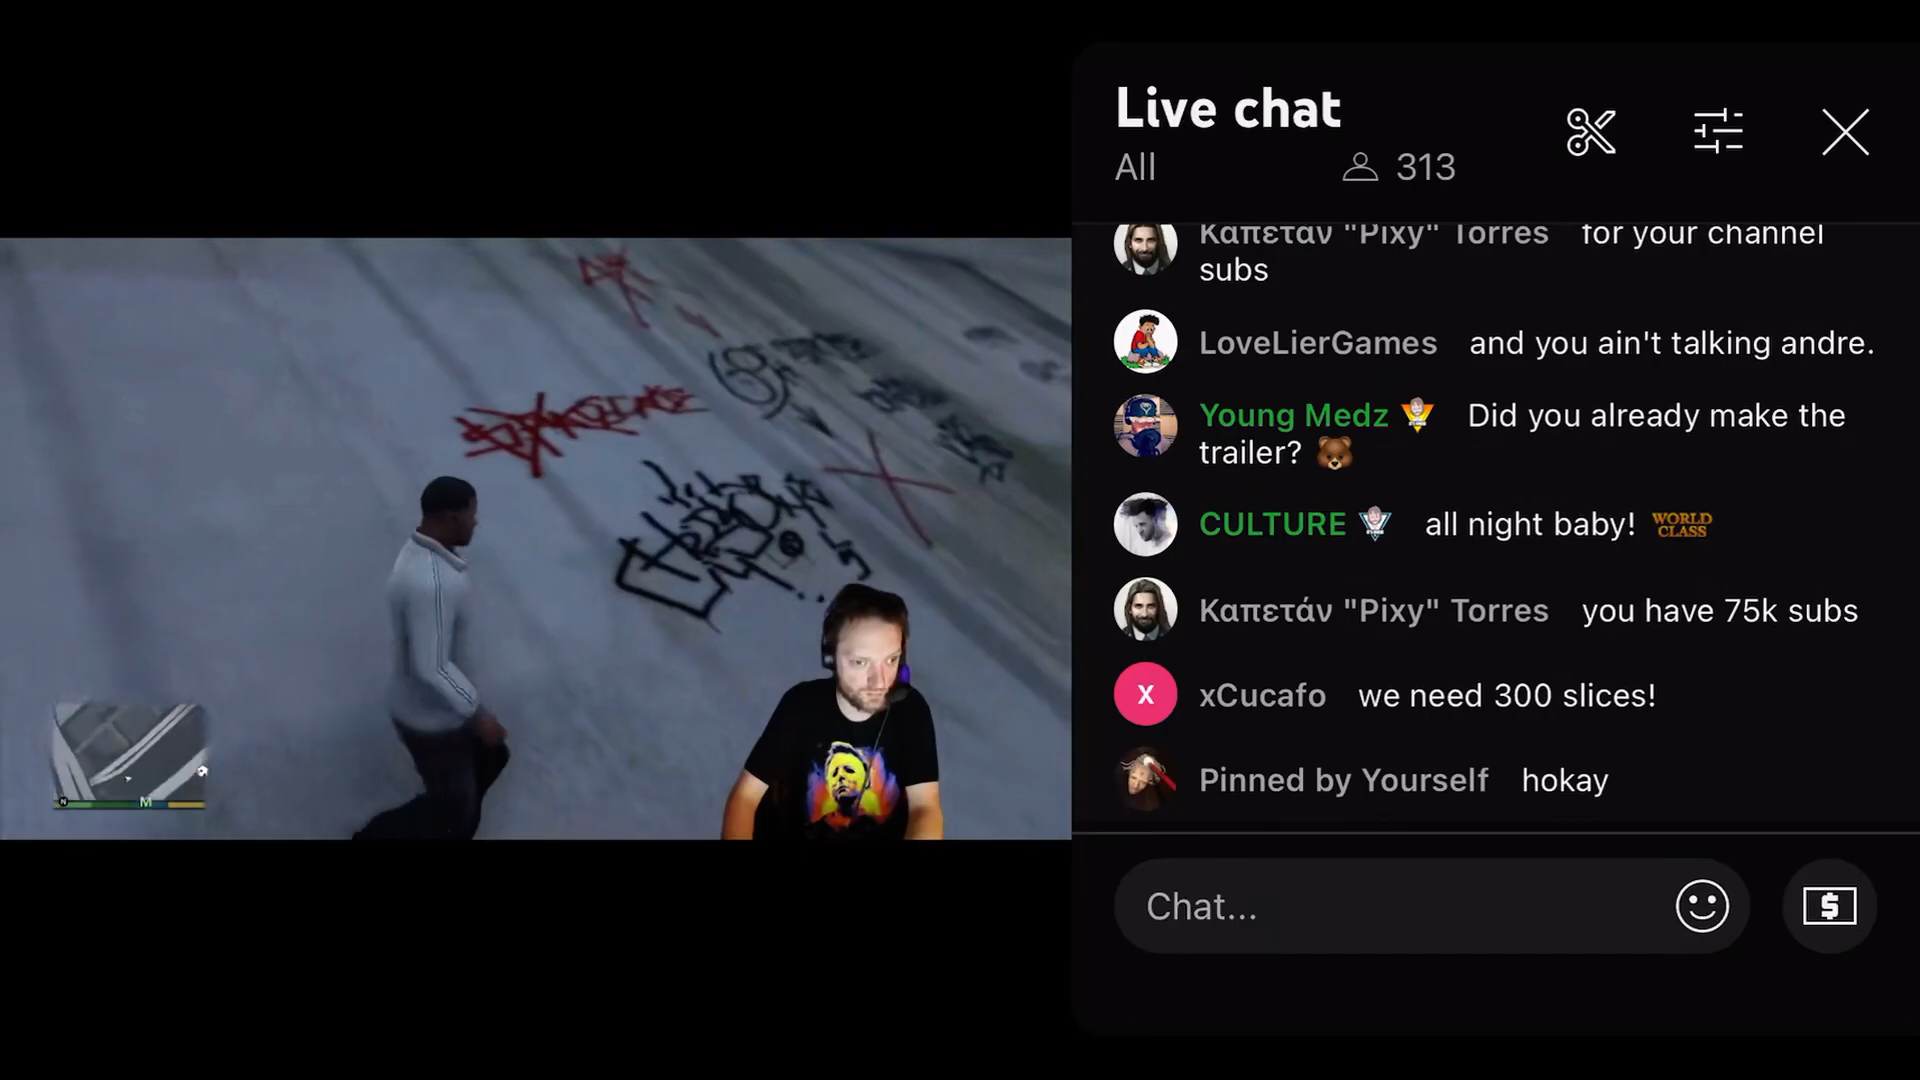 Live chat
All 313
Καπετάν "Pixy" Torres for your channel
subs
LoveLierGames and you ain't talking andre.
Young Medz Did you already make the
trailer?
CULTURE all night baby! WORLD CLASS
Καπετάν "Pixy" Torres you have 75k subs
X xCucafo we need 300 slices!
Pinned by Yourself hokay
N M
Chat...
$